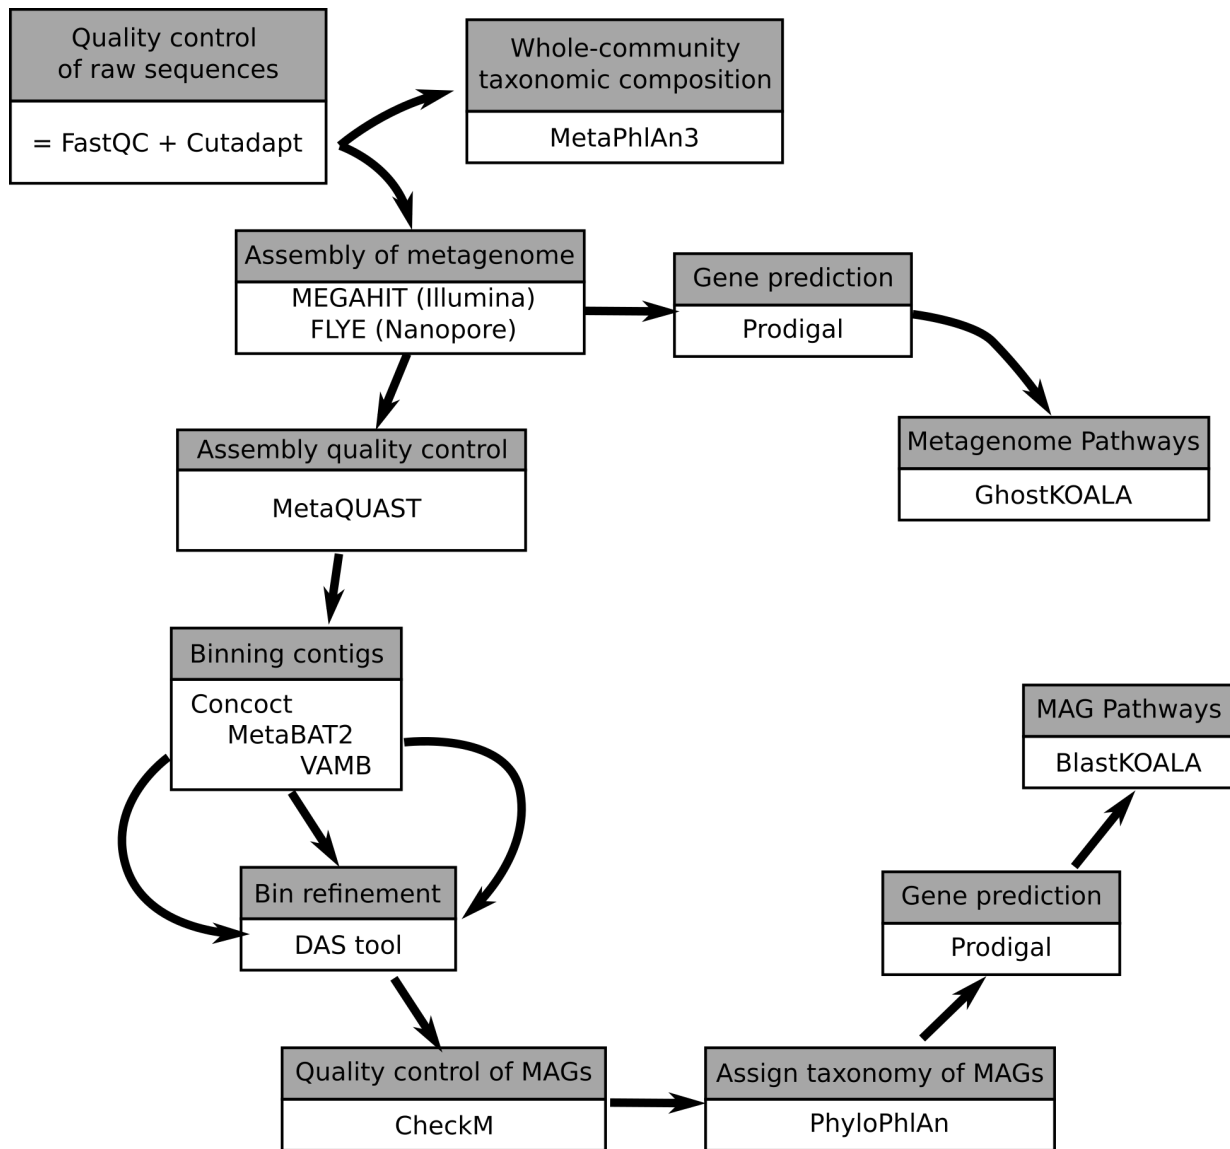 Quality control
of raw sequences
= FastQC + Cutadapt
Whole-community
taxonomic composition
MetaPhlAn3
Assembly of metagenome
MEGAHIT (Illumina)
FLYE (Nanopore)
Gene prediction
Prodigal
Metagenome Pathways
GhostKOALA
Assembly quality control
MetaQUAST
Binning contigs
Concoct
MetaBAT2
VAMB
Bin refinement
DAS tool
Quality control of MAGs
CheckM
Assign taxonomy of MAGs
PhyloPhlAn
Gene prediction
Prodigal
MAG Pathways
BlastKOALA